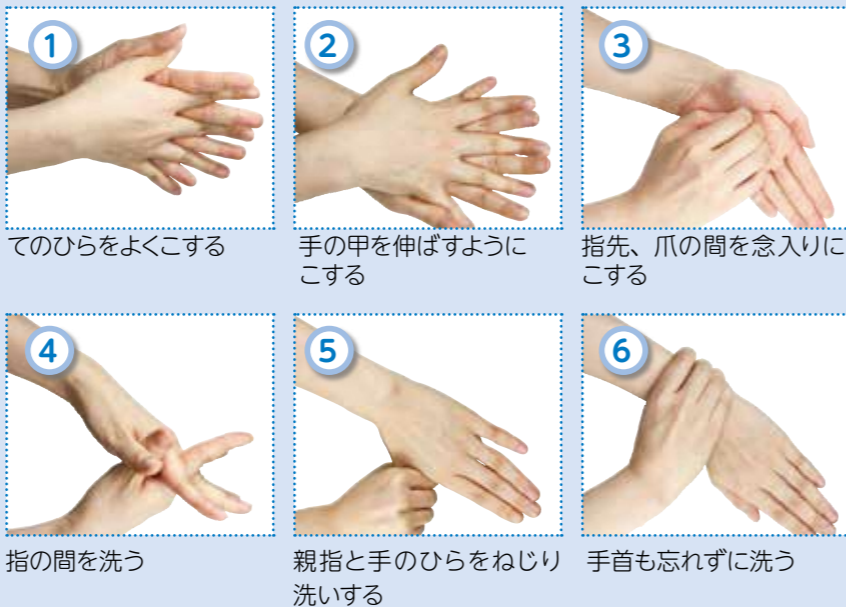 ①
てのひらをよくこする
②
手の甲を伸ばすように
こする
③
指先、爪の間を念入りに
こする
④
指の間を洗う
⑤
親指と手のひらをねじり
洗いする
⑥
手首も忘れずに洗う